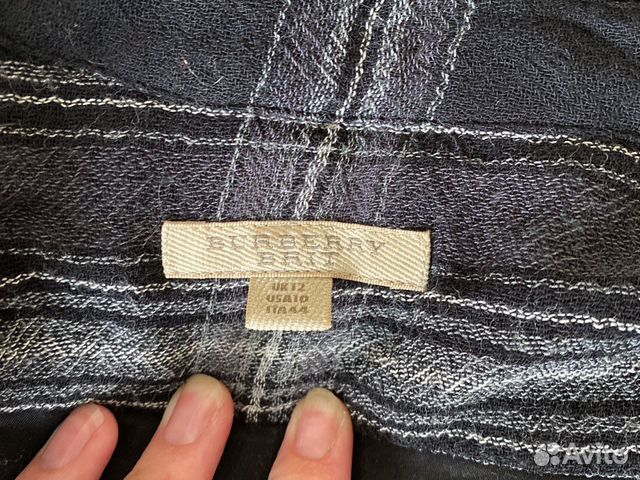 BURBERRY
BRIT
UK 12
USA 10
ITA 44
Avito